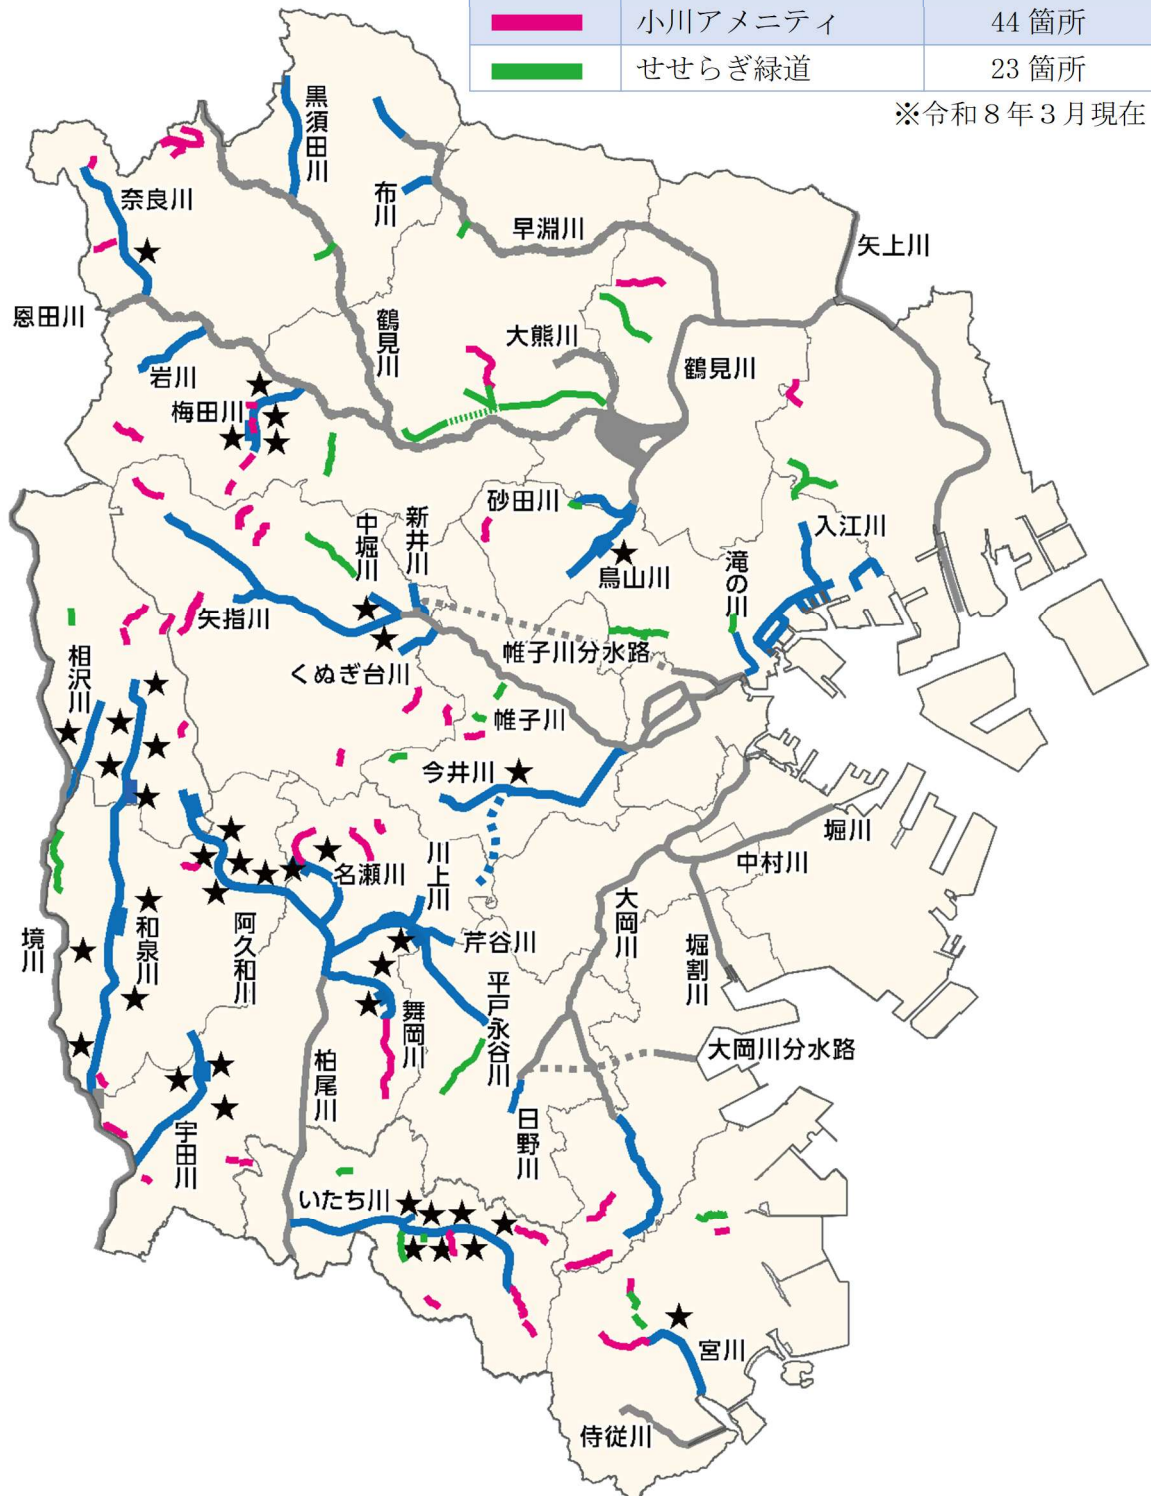 小川アメニティ 44 箇所
せせらぎ緑道 23 箇所
※令和8年3月現在
黒須田川
奈良川
布川
早淵川
矢上川
恩田川
鶴見川
大熊川
鶴見川
岩川
梅田川
砂田川
新井川
中堀川
入江川
鳥山川
滝の川
矢指川
帷子川分水路
相沢川
くぬぎ台川
帷子川
今井川
堀川
川上川
中村川
名瀬川
大岡川
境川
和泉川
阿久和川
芹谷川
堀割川
平戸永谷川
舞岡川
大岡川分水路
柏尾川
宇田川
日野川
いたち川
宮川
侍従川